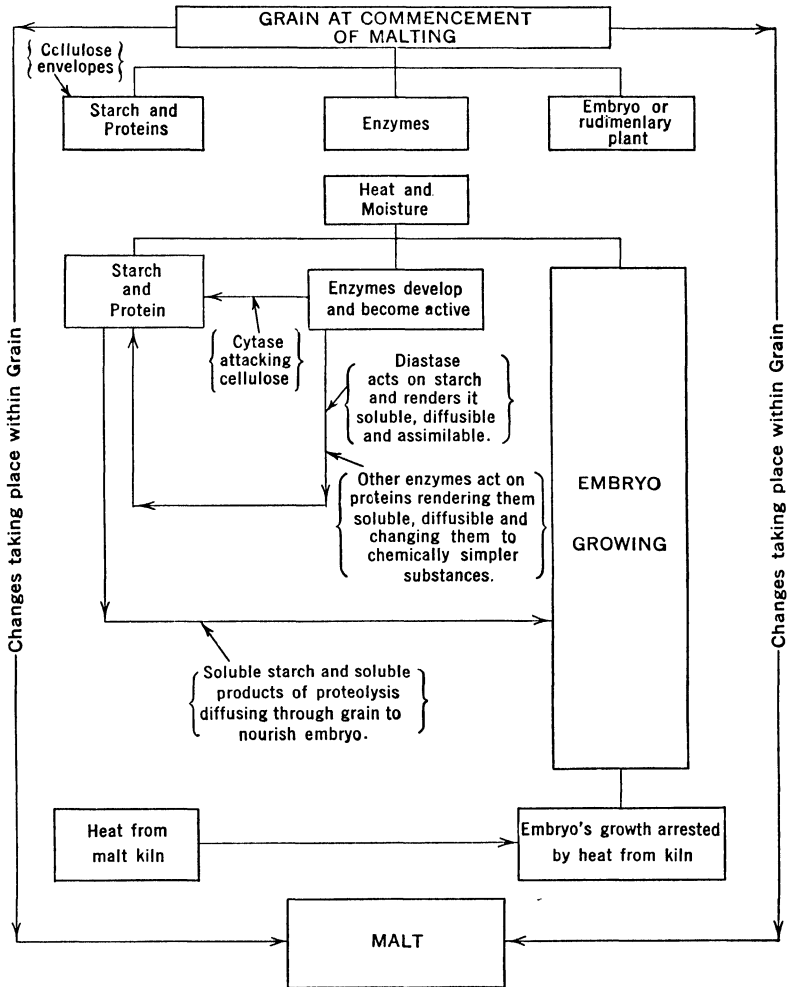 GRAIN AT COMMENCEMENT
OF MALTING
Cellulose
envelopes
Starch and
Proteins
Enzymes
Embryo or
rudimenlary
plant
Heat and
Moisture
Starch
and
Protein
Enzymes develop
and become active
Cytase
attacking
cellulose
Diastase
acts on starch
and renders it
soluble, diffusible
and assimilable.
Other enzymes act on
proteins rendering them
soluble, diffusible and
changing them to
chemically simpler
substances.
EMBRYO
GROWING
Soluble starch and soluble
products of proteolysis
diffusing through grain to
nourish embryo.
Heat from
malt kiln
Embryo's growth arrested
by heat from kiln
MALT
Changes taking place within Grain
Changes taking place within Grain